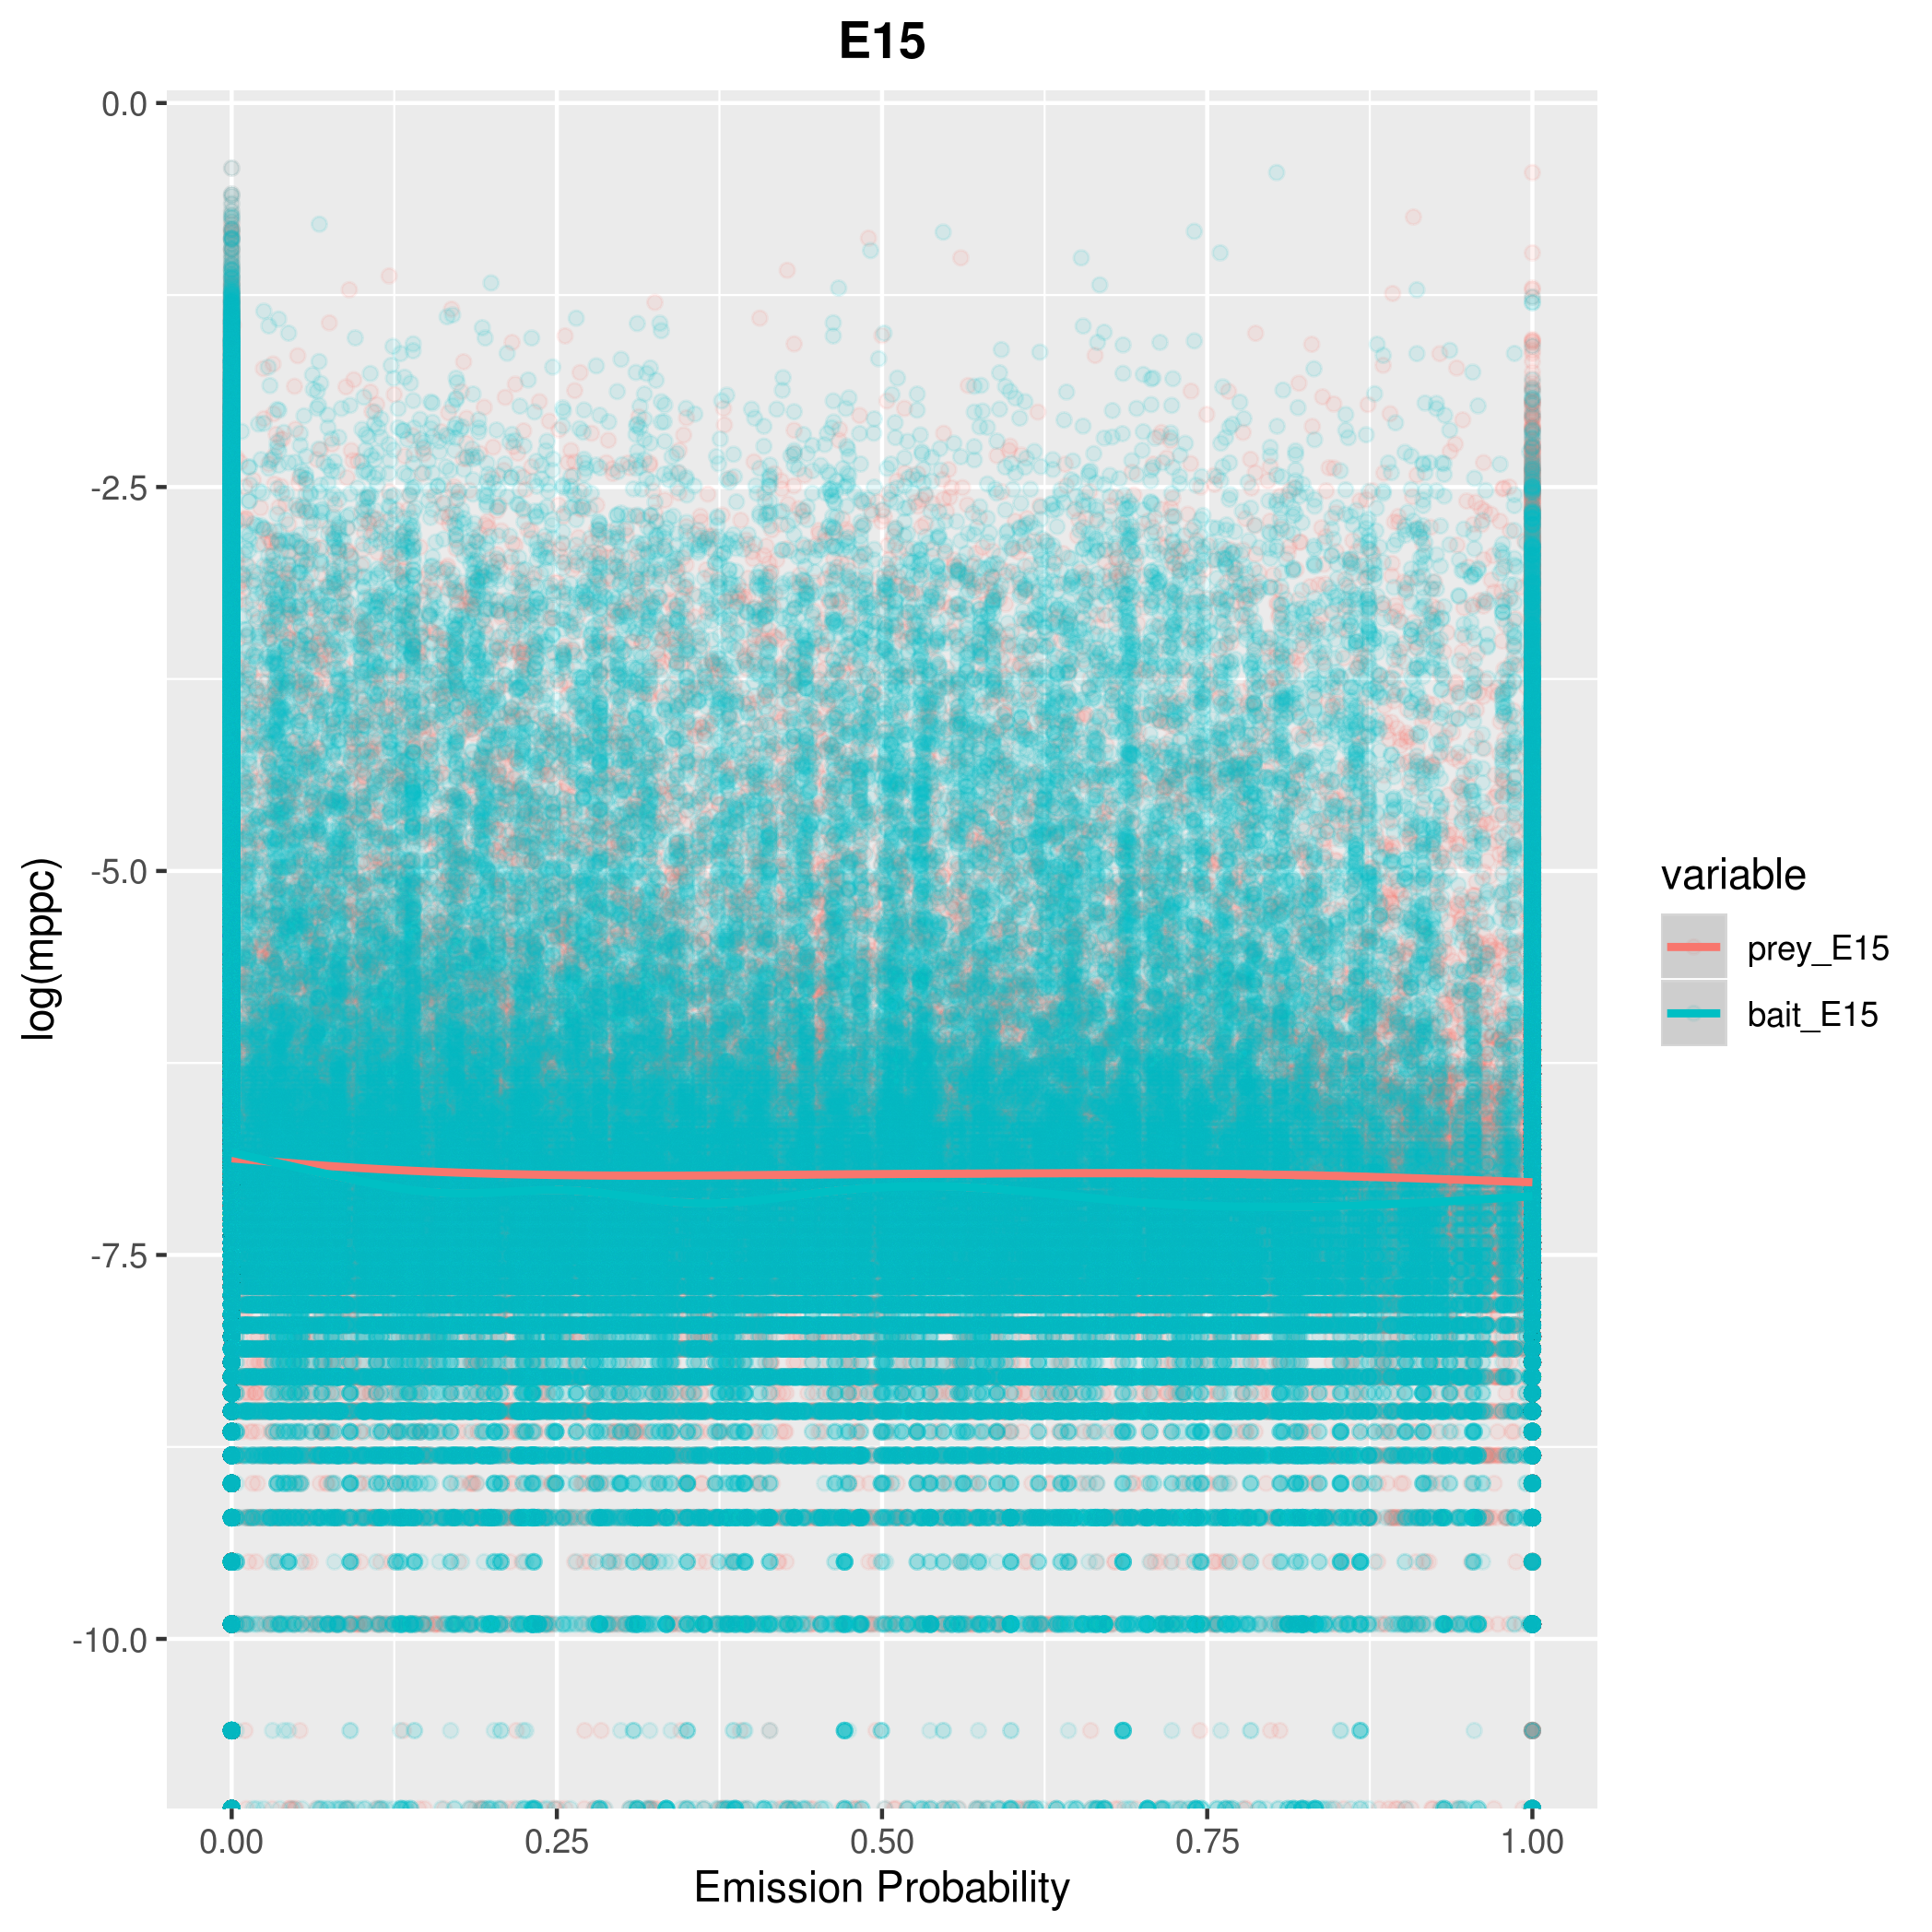 E15
0.0
-2.5
-5.0
-7.5
-10.0
log(mppc)
0.00 0.25 0.50 0.75 1.00
Emission Probability
variable
prey_E15
bait_E15